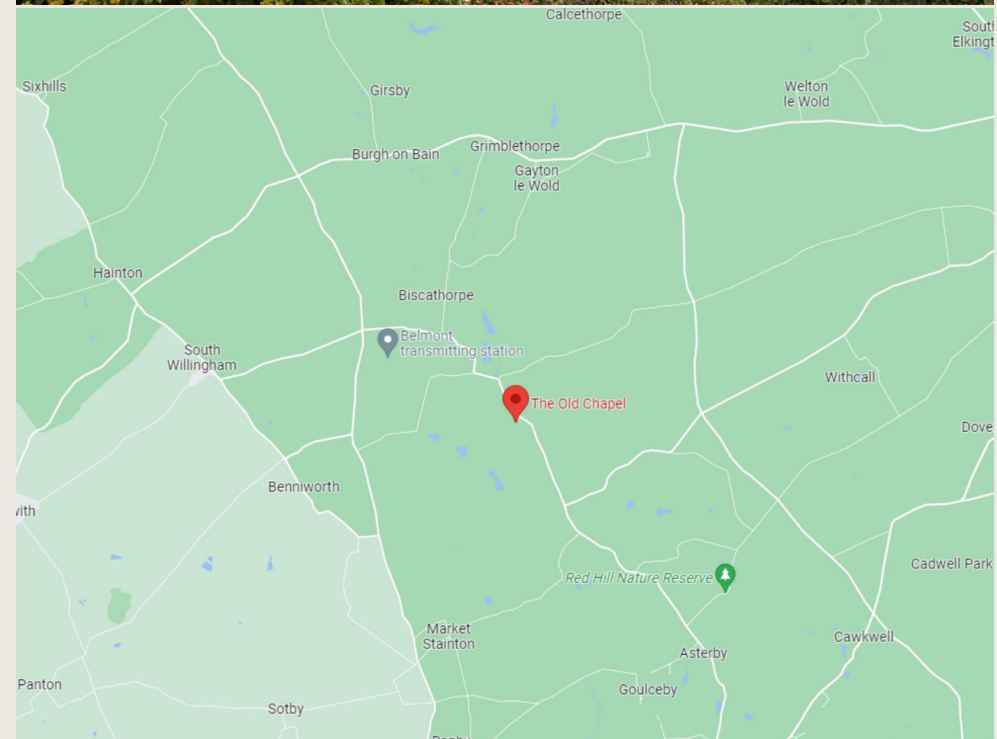 Calcethorpe
South
Elkingt
Sixhills
Girsby
Welton
le Wold
Burgh on Bain
Grimblethorpe
Gayton
le Wold
Hainton
Biscathorpe
Belmont
transmitting station
South
Willingham
Withcall
The Old Chapel
Dove
Benniworth
with
Cadwell Park
Red Hill Nature Reserve
Market
Stainton
Cawkwell
Asterby
Panton
Goulceby
Sotby